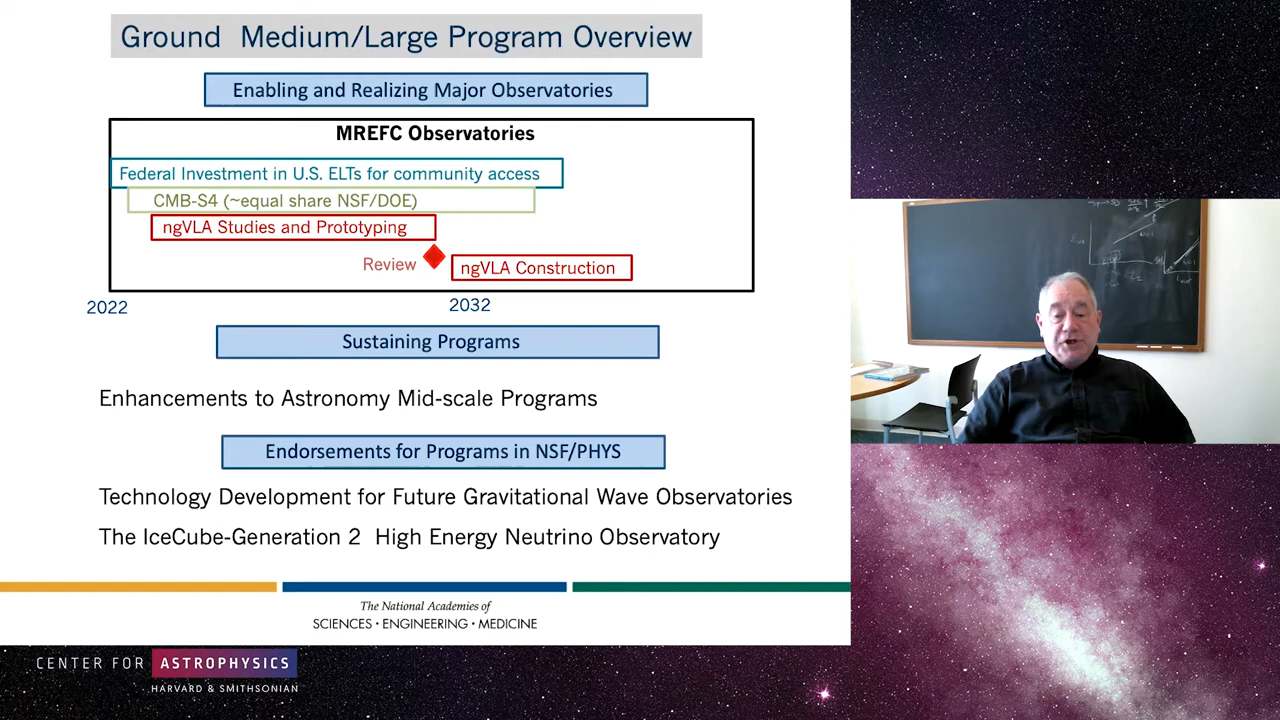 Ground Medium/Large Program Overview
Enabling and Realizing Major Observatories
MREFC Observatories
Federal Investment in U.S. ELTs for community access
CMB-S4 (~equal share NSF/DOE)
ngVLA Studies and Prototyping
Review
ngVLA Construction
2022
2032
Sustaining Programs
Enhancements to Astronomy Mid-scale Programs
Endorsements for Programs in NSF/PHYS
Technology Development for Future Gravitational Wave Observatories
The IceCube-Generation 2 High Energy Neutrino Observatory
The National Academies of
SCIENCES • ENGINEERING • MEDICINE
CENTER FOR ASTROPHYSICS
HARVARD & SMITHSONIAN